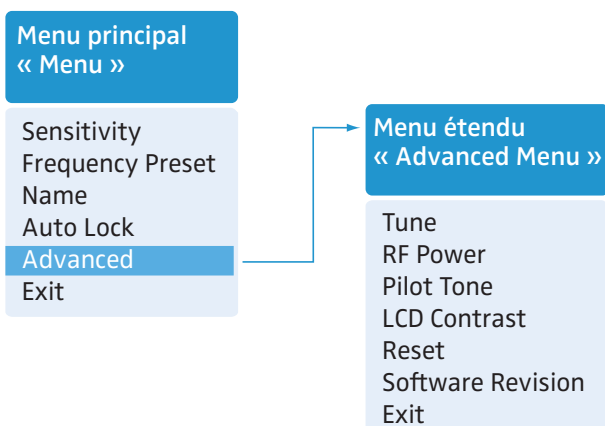 Menu principal
« Menu »
Sensitivity
Frequency Preset
Name
Auto Lock
Advanced
Exit
Menu étendu
« Advanced Menu »
Tune
RF Power
Pilot Tone
LCD Contrast
Reset
Software Revision
Exit